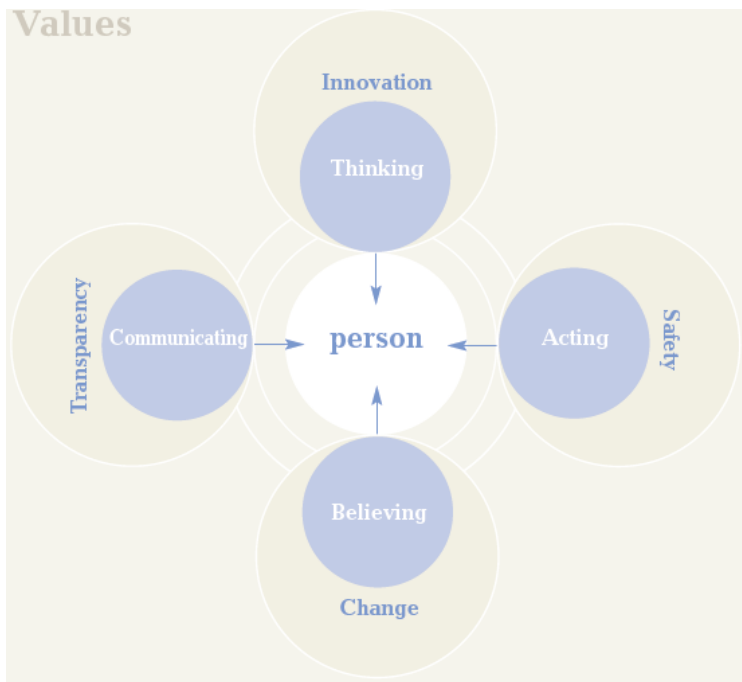 Values
Innovation
Thinking
Transparency
Communicating
person
Acting
Safety
Believing
Change